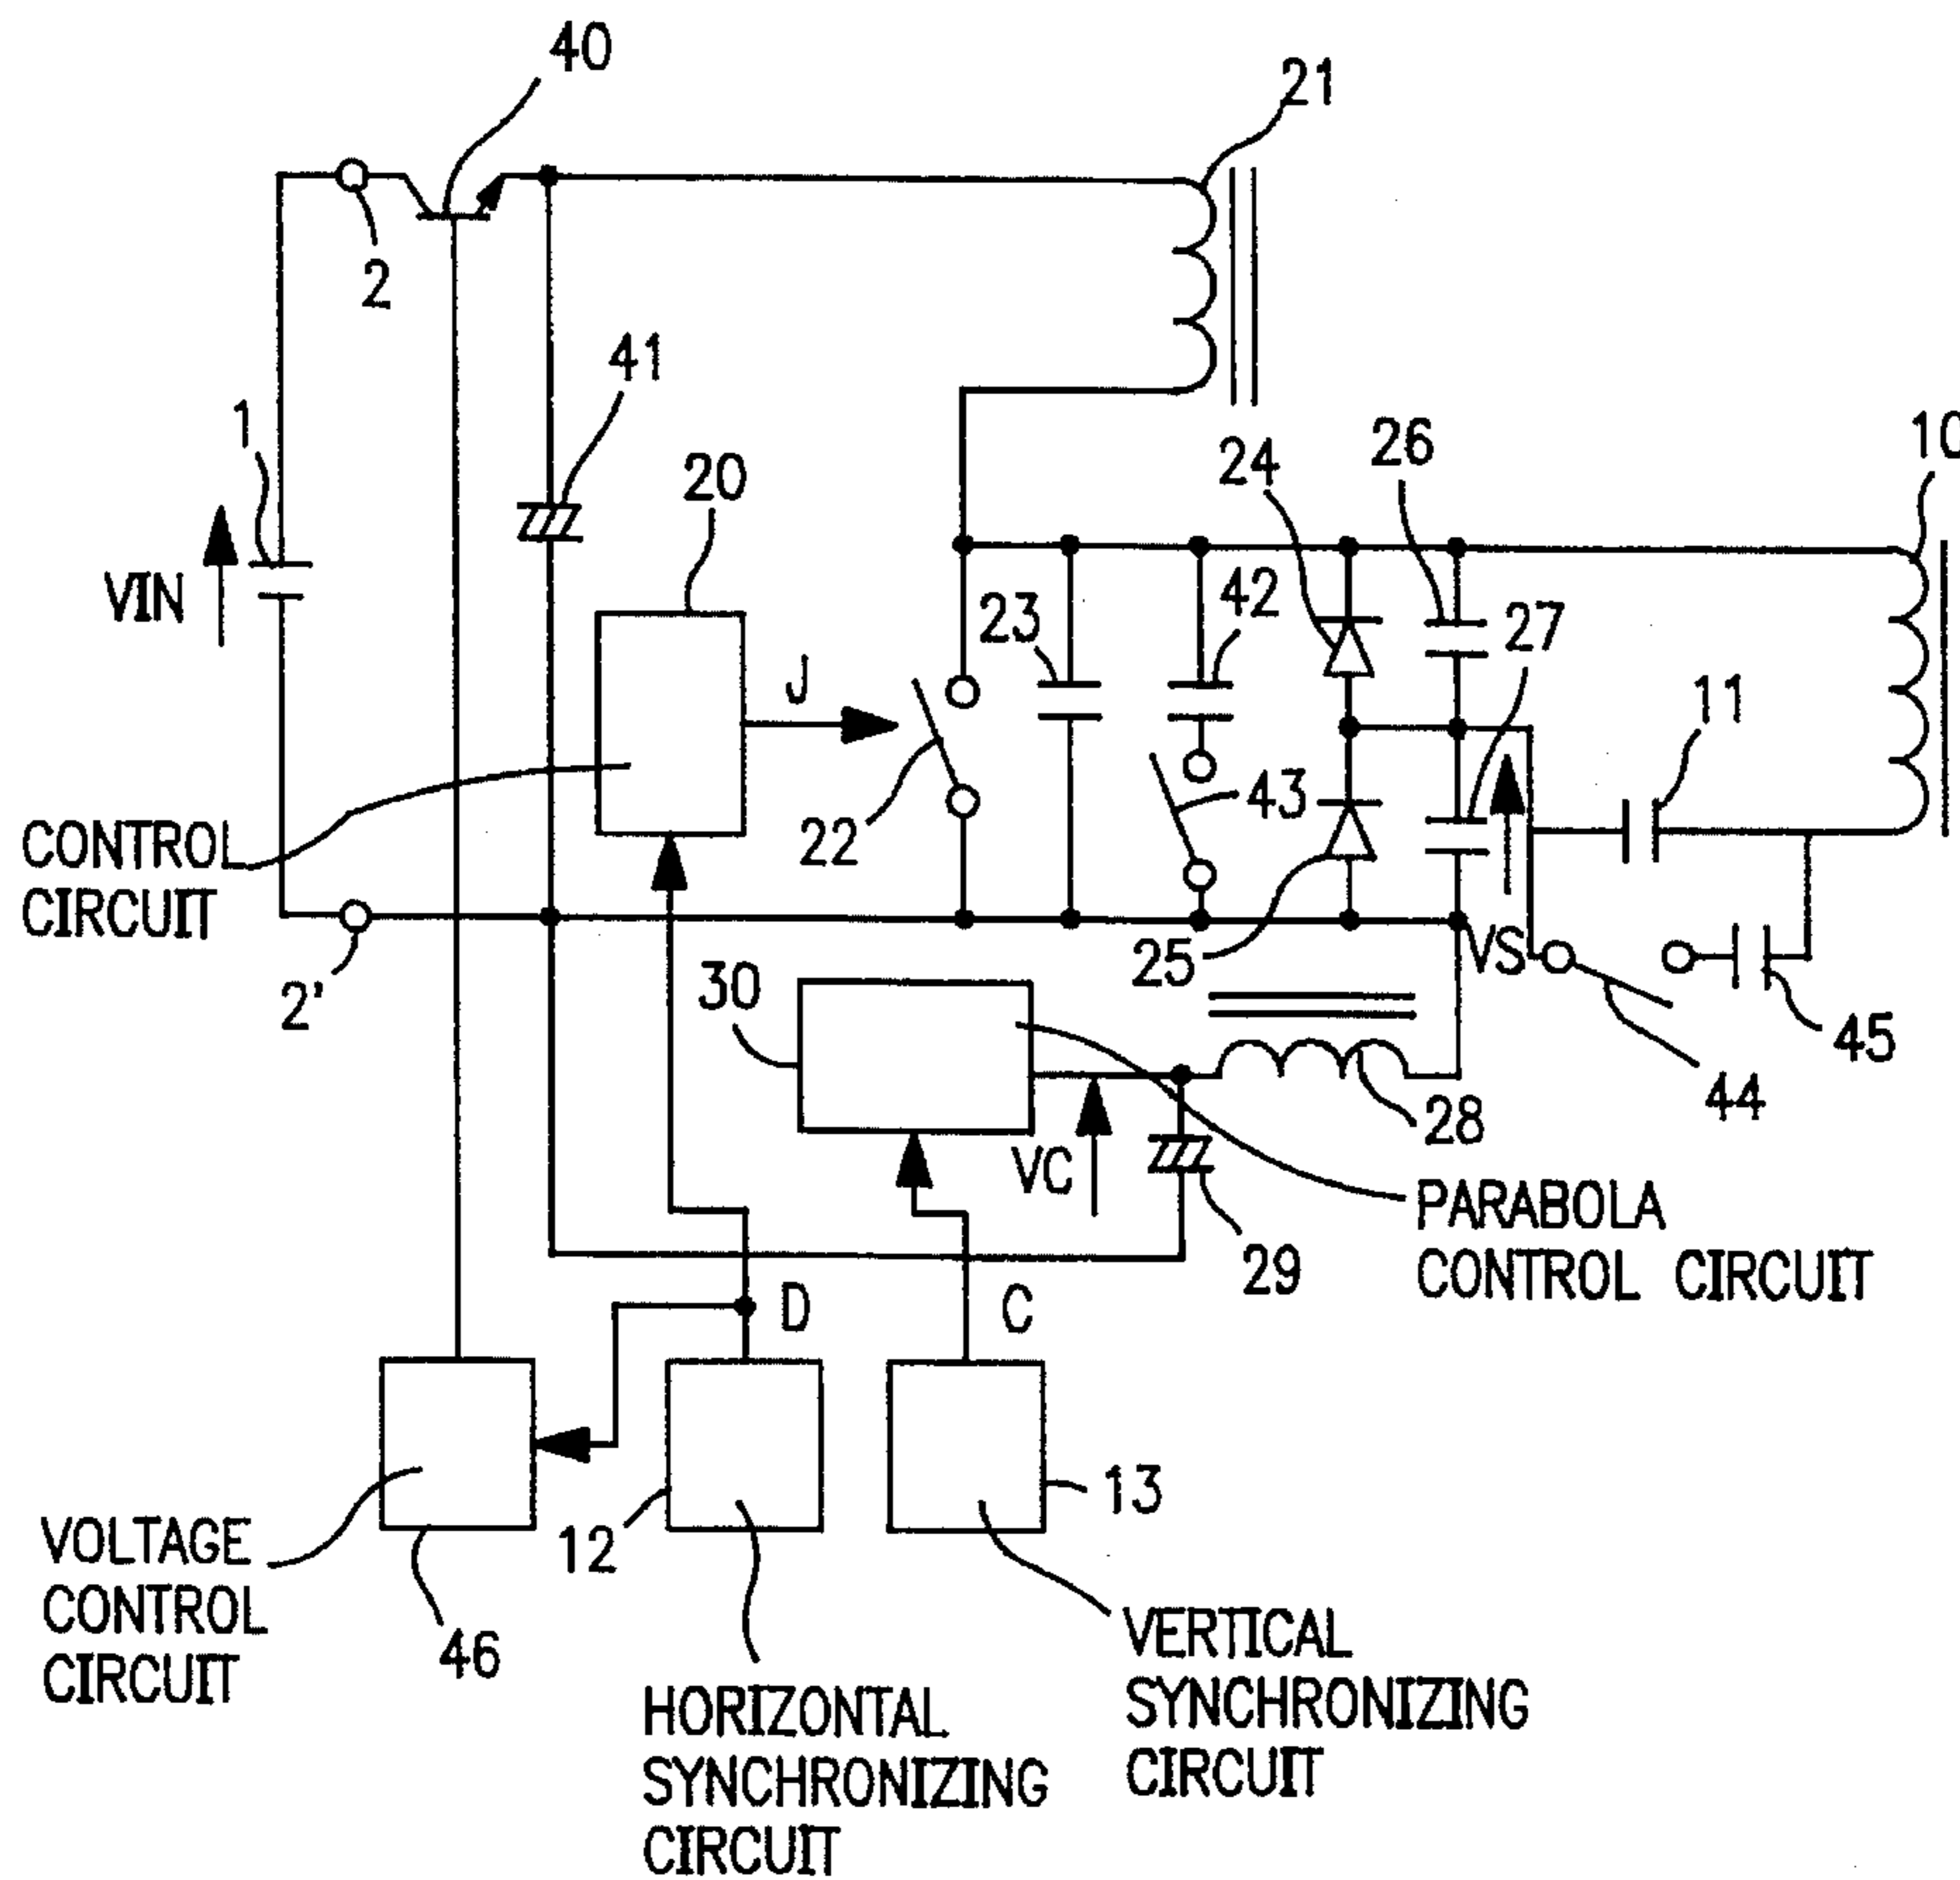 40
21
2
41
1
20
24
26
10
VIN
23
42
27
J
11
22
43
CONTROL
CIRCUIT
25
VS
2'
30
45
44
28
VC
PARABOLA
CONTROL CIRCUIT
29
D
C
13
12
VOLTAGE
CONTROL
CIRCUIT
46
VERTICAL
SYNCHRONIZING
CIRCUIT
HORIZONTAL
SYNCHRONIZING
CIRCUIT